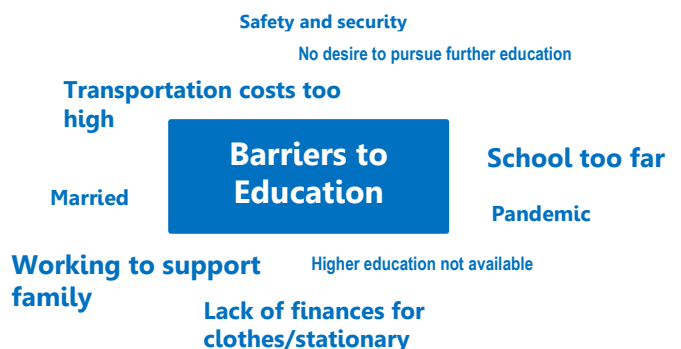 Safety and security
No desire to pursue further education
Transportation costs too
high
Barriers to
Education
School too far
Married
Pandemic
Working to support
family
Higher education not available
Lack of finances for
clothes/stationary